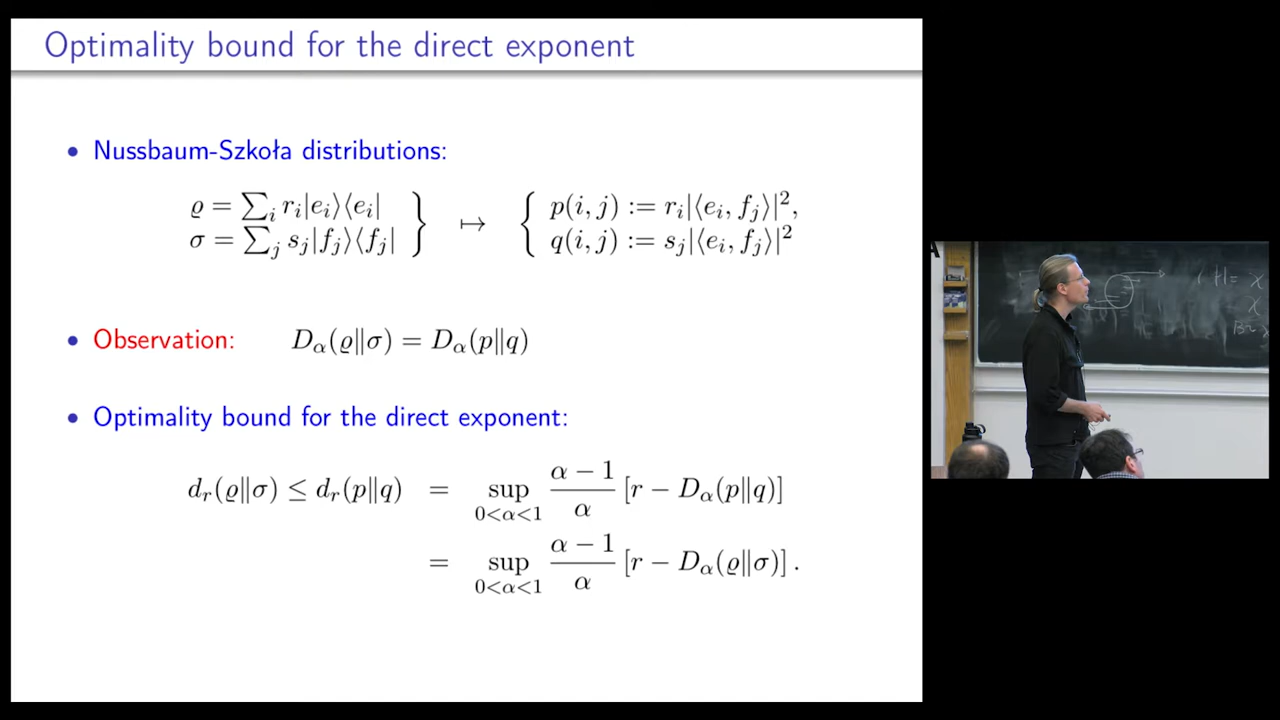 Optimality bound for the direct exponent
• Nussbaum-Szkoła distributions:
ϱ = ∑_i r_i|e_i⟩⟨e_i|
σ = ∑_j s_j|f_j⟩⟨f_j|
} ↦ {
p(i, j) := r_i|⟨e_i, f_j⟩|²,
q(i, j) := s_j|⟨e_i, f_j⟩|²
• Observation: D_α(ϱ‖σ) = D_α(p‖q)
• Optimality bound for the direct exponent:
d_r(ϱ‖σ) ≤ d_r(p‖q) = sup_{0<α<1} (α − 1)/α [r − D_α(p‖q)]
= sup_{0<α<1} (α − 1)/α [r − D_α(ϱ‖σ)] .